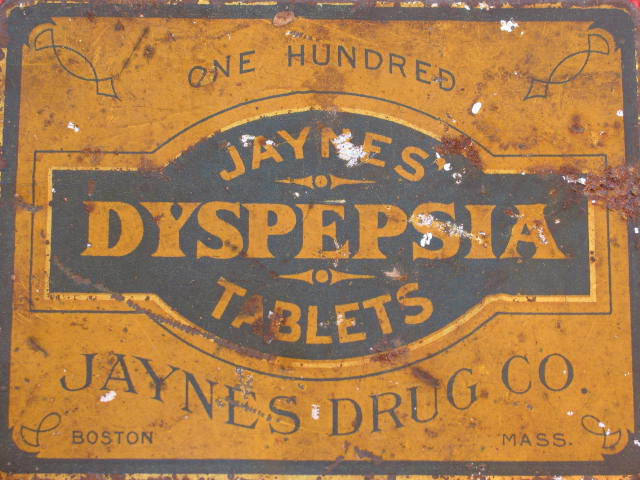 ONE HUNDRED.
JAYNES'
DYSPEPSIA
TABLETS
JAYNES DRUG CO.
BOSTON MASS.